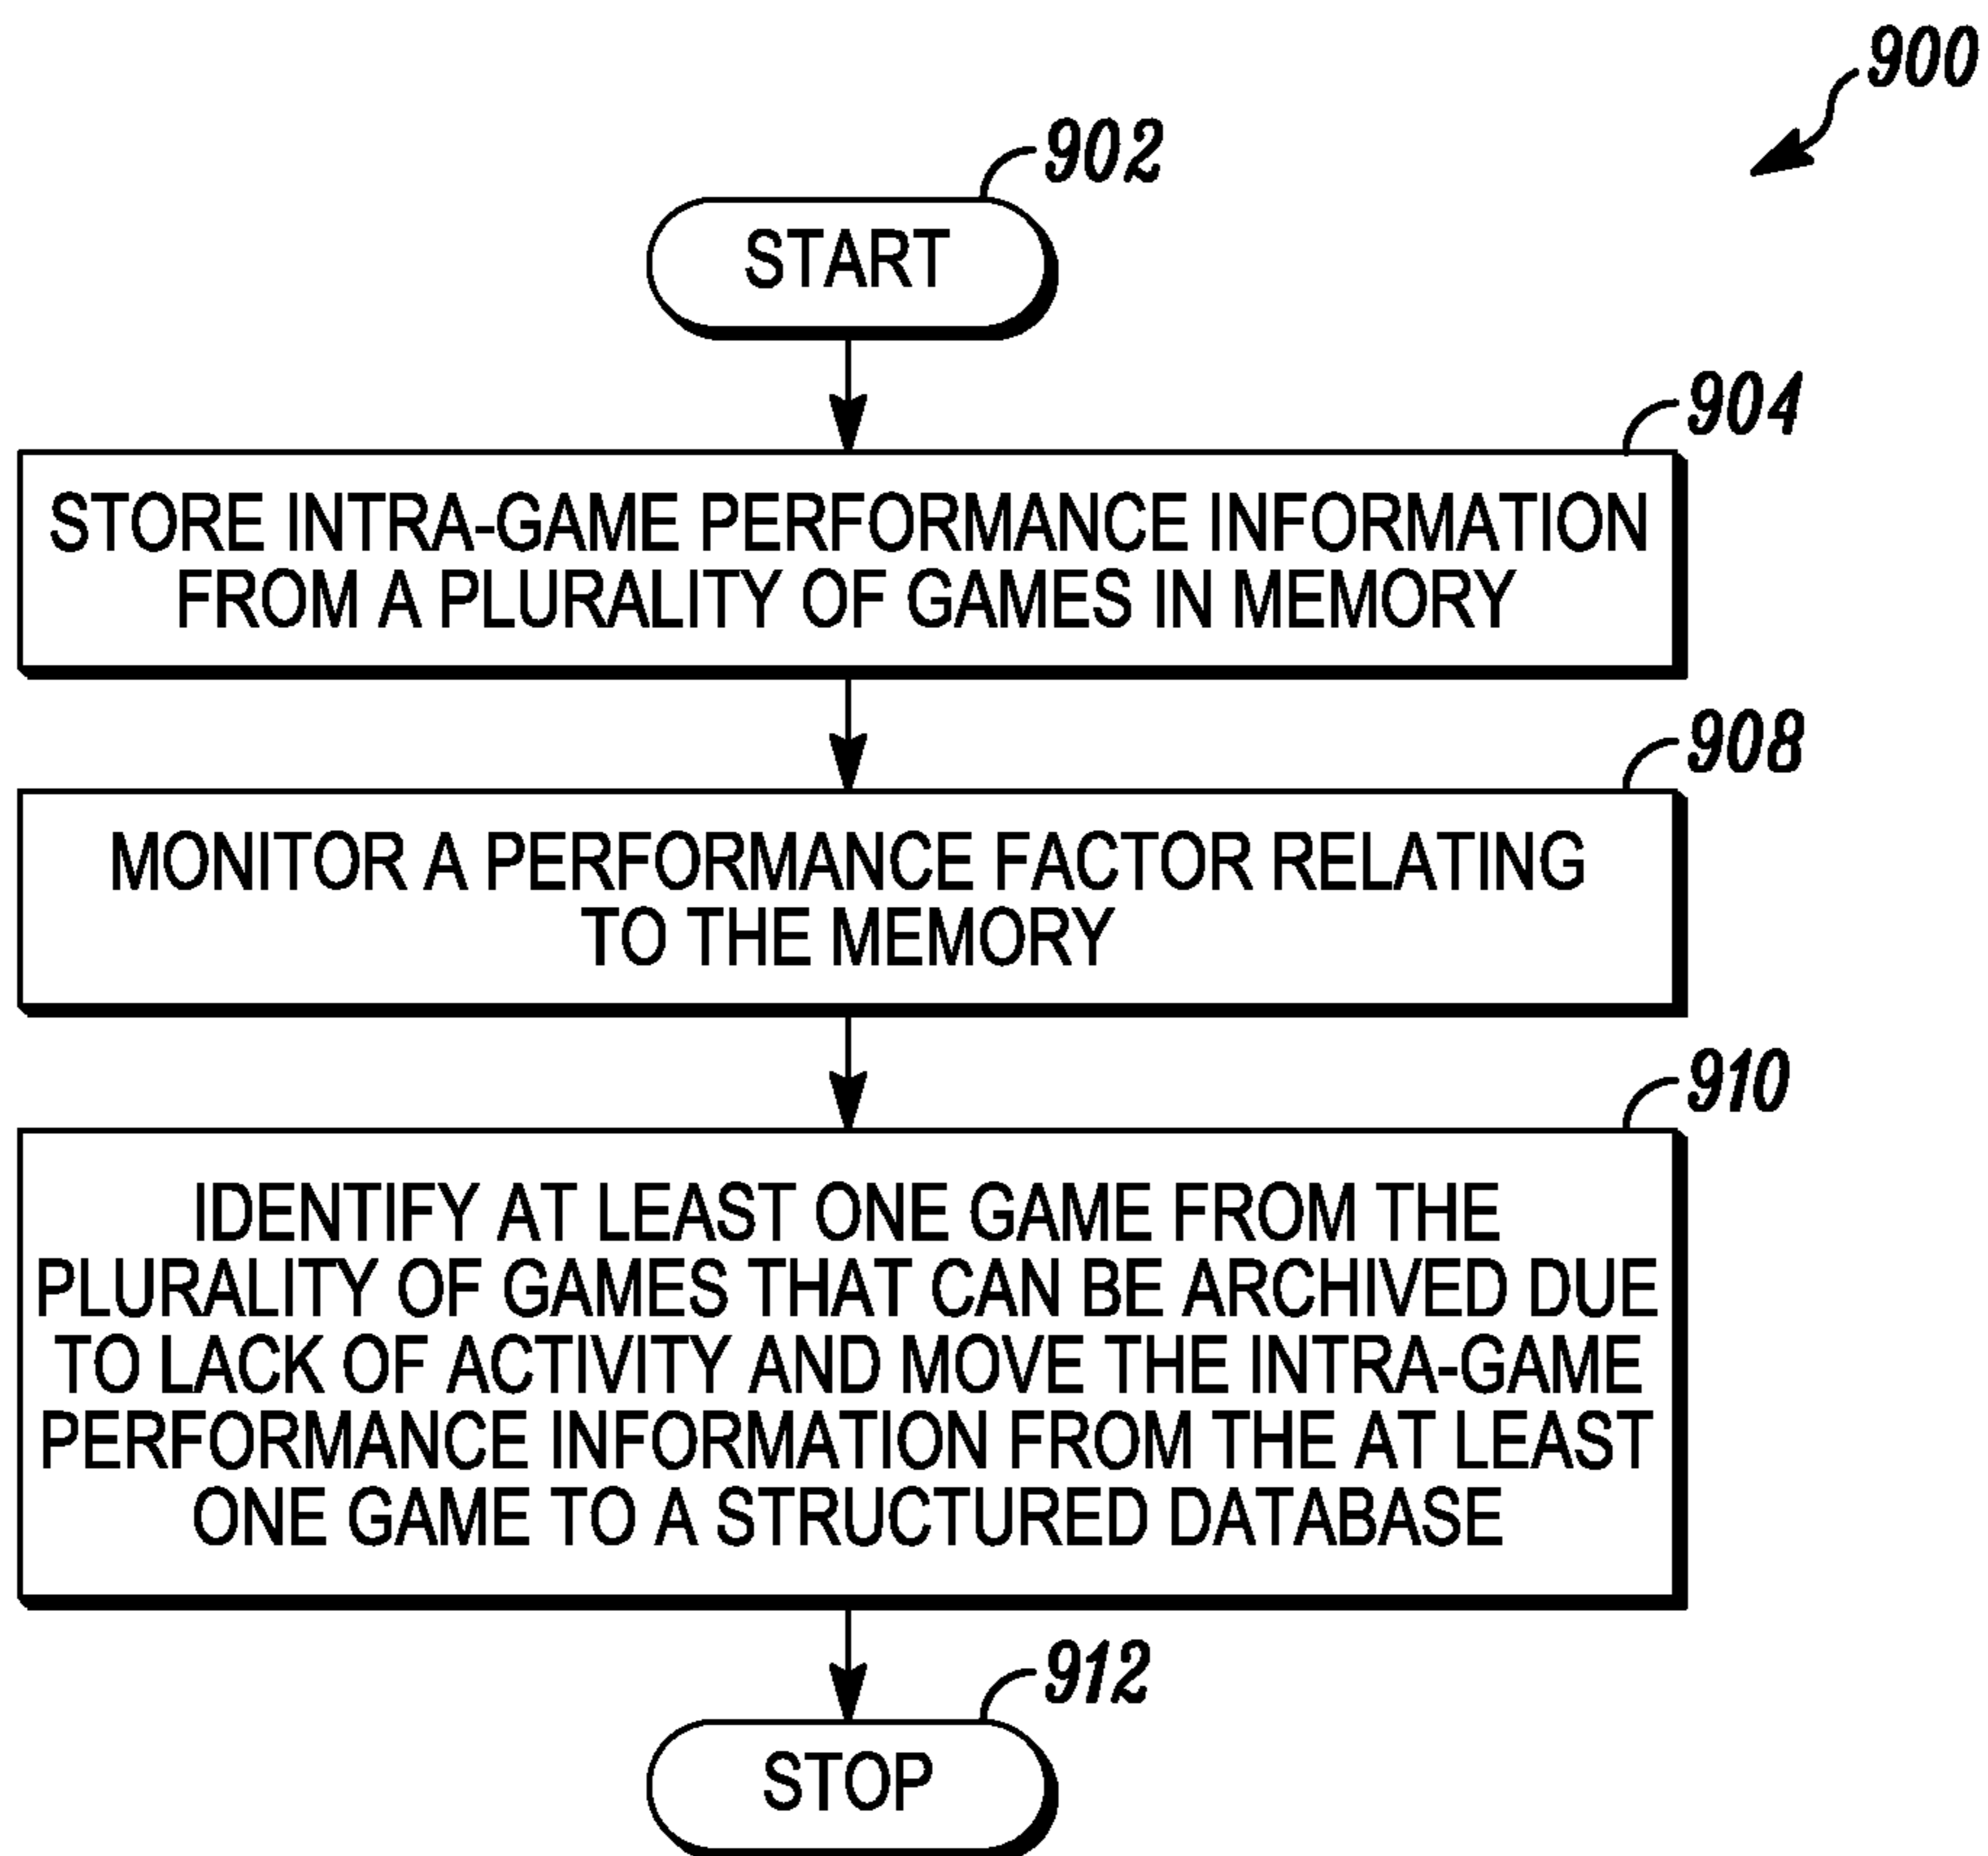 900
902
START
904
STORE INTRA-GAME PERFORMANCE INFORMATION
FROM A PLURALITY OF GAMES IN MEMORY
908
MONITOR A PERFORMANCE FACTOR RELATING
TO THE MEMORY
910
IDENTIFY AT LEAST ONE GAME FROM THE
PLURALITY OF GAMES THAT CAN BE ARCHIVED DUE
TO LACK OF ACTIVITY AND MOVE THE INTRA-GAME
PERFORMANCE INFORMATION FROM THE AT LEAST
ONE GAME TO A STRUCTURED DATABASE
912
STOP